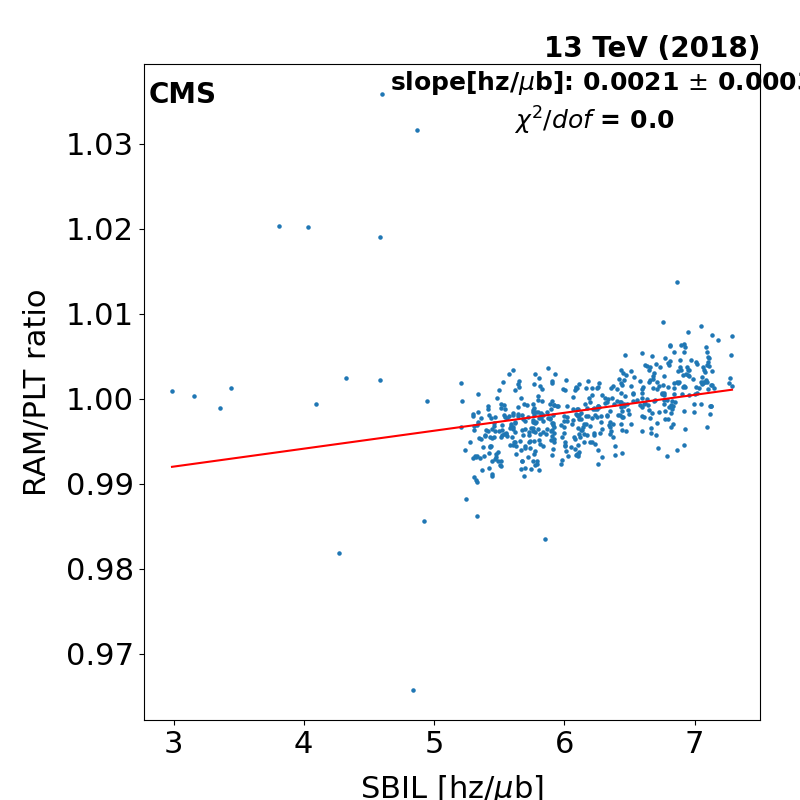 13 TeV (2018)
CMS
slope[hz/μb]: 0.0021 ± 0.0003
χ²/dof = 0.0
1.03
1.02
1.01
1.00
0.99
0.98
0.97
RAM/PLT ratio
3 4 5 6 7
SBIL [hz/μb]